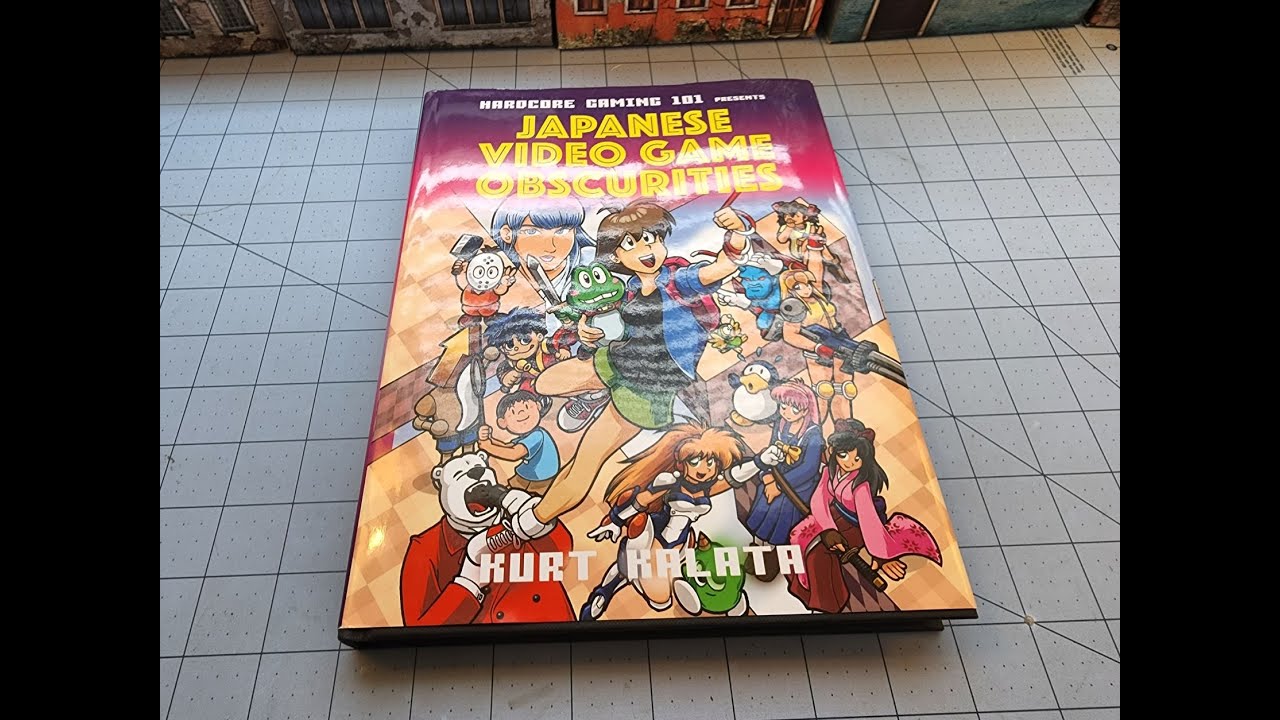 HARDCORE GAMING 101 PRESENTS
JAPANESE
VIDEO GAME
OBSCURITIES
KURT KALATA